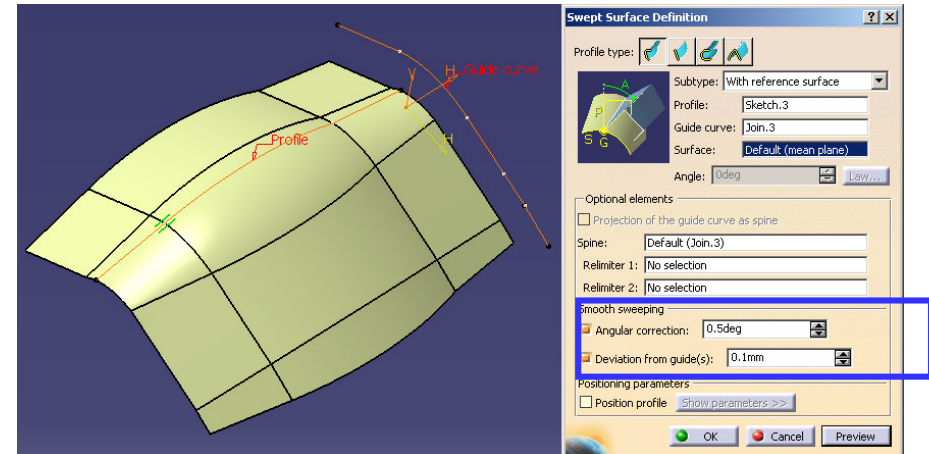 Swept Surface Definition
Profile type:
Subtype: With reference surface
Profile: Sketch.3
Guide curve: Join.3
Surface: Default (mean plane)
Angle: 0deg Law...
Optional elements
Projection of the guide curve as spine
Spine: Default (Join.3)
Relimiter 1: No selection
Relimiter 2: No selection
Smooth sweeping
Angular correction: 0.5deg
Deviation from guide(s): 0.1mm
Positioning parameters
Position profile Show parameters >>
OK Cancel Preview
A
P
S G
V H Guide curve
Profile
H